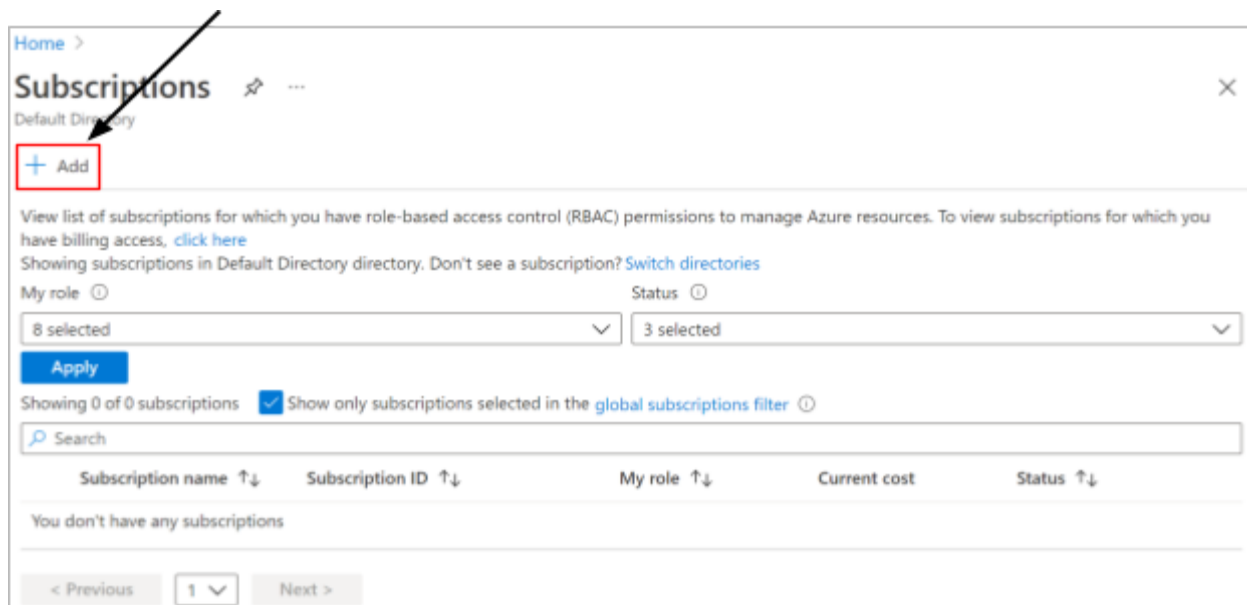 Home >
Subscriptions ...
Default Directory
+ Add
View list of subscriptions for which you have role-based access control (RBAC) permissions to manage Azure resources. To view subscriptions for which you
have billing access, click here
Showing subscriptions in Default Directory directory. Don't see a subscription? Switch directories
My role Status
8 selected 3 selected
Apply
Showing 0 of 0 subscriptions Show only subscriptions selected in the global subscriptions filter
Search
Subscription name ↑↓ Subscription ID ↑↓ My role ↑↓ Current cost Status ↑↓
You don't have any subscriptions
< Previous 1 Next >